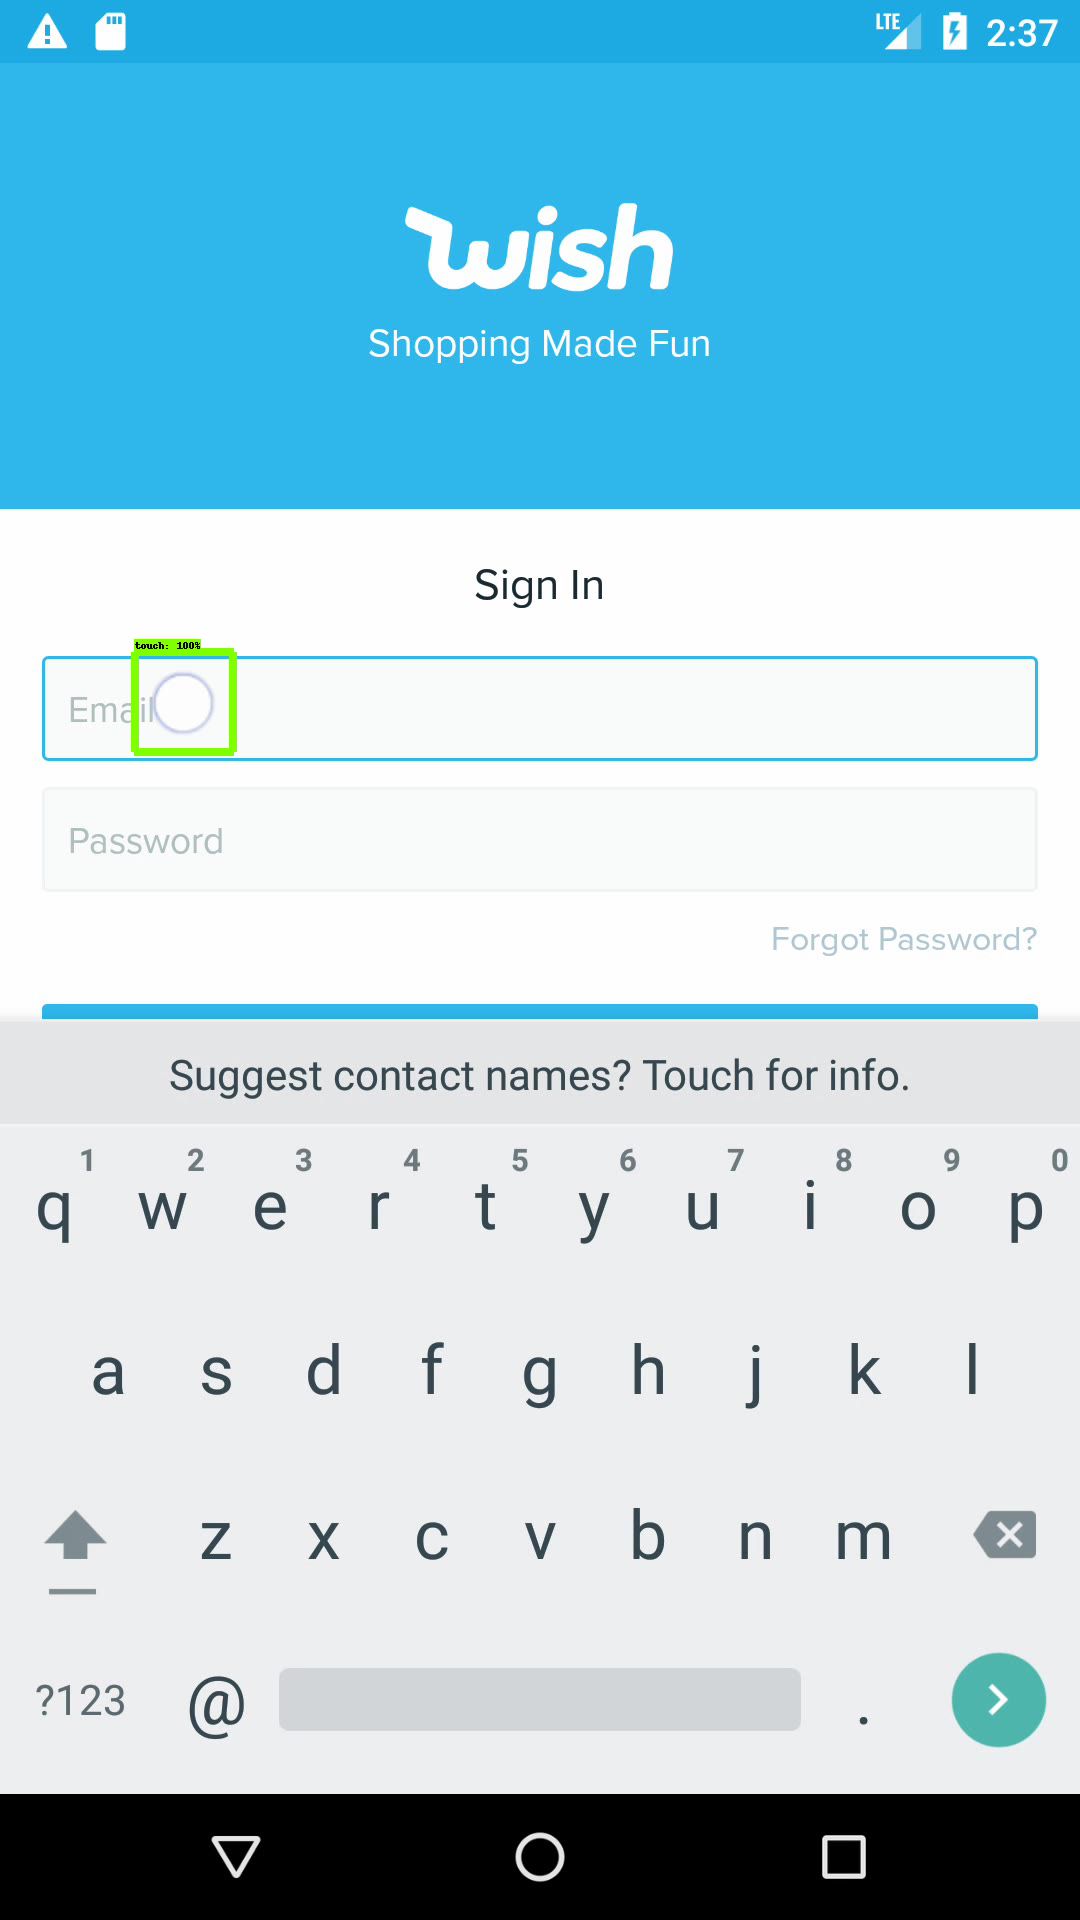 LTE 2:37
wish
Shopping Made Fun
Sign In
touch: 100%
Email
Password
Forgot Password?
Suggest contact names? Touch for info.
1 2 3 4 5 6 7 8 9 0
q w e r t y u i o p
a s d f g h j k l
z x c v b n m
?123 @ .